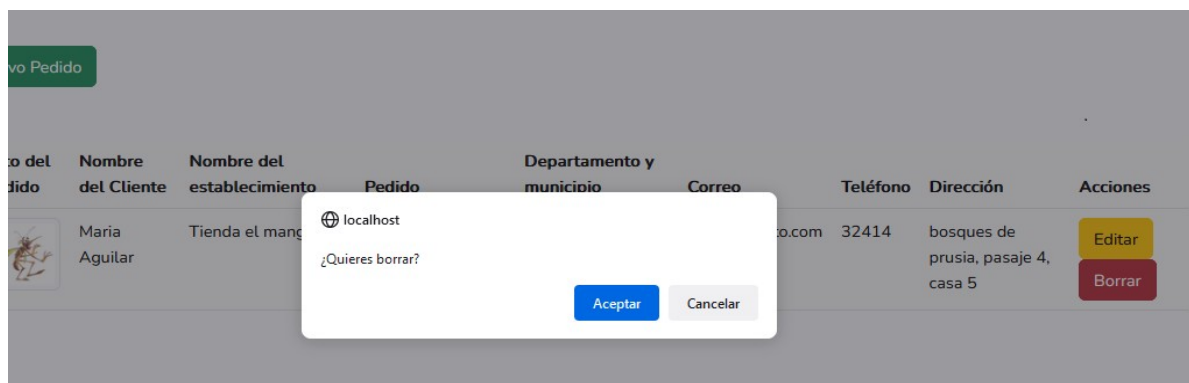 vo Pedido
.
to del Nombre Nombre del Departamento y
dido del Cliente establecimiento Pedido municipio Correo Teléfono Dirección Acciones
Maria Tienda el mang to.com 32414 bosques de Editar
Aguilar prusia, pasaje 4,
casa 5 Borrar
localhost
¿Quieres borrar?
Aceptar Cancelar